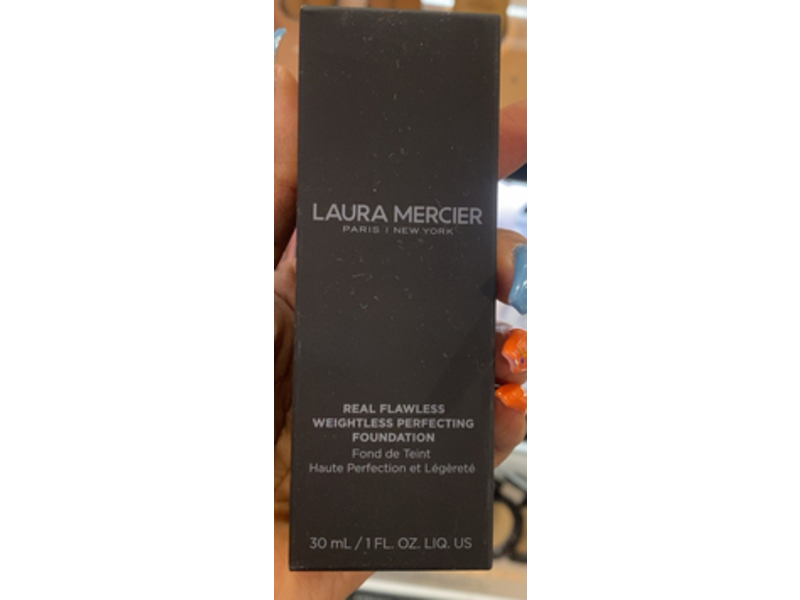 LAURA MERCIER
PARIS | NEW YORK
REAL FLAWLESS
WEIGHTLESS PERFECTING
FOUNDATION
Fond de Teint
Haute Perfection et Légèreté
30 mL / 1 FL. OZ. LIQ. US